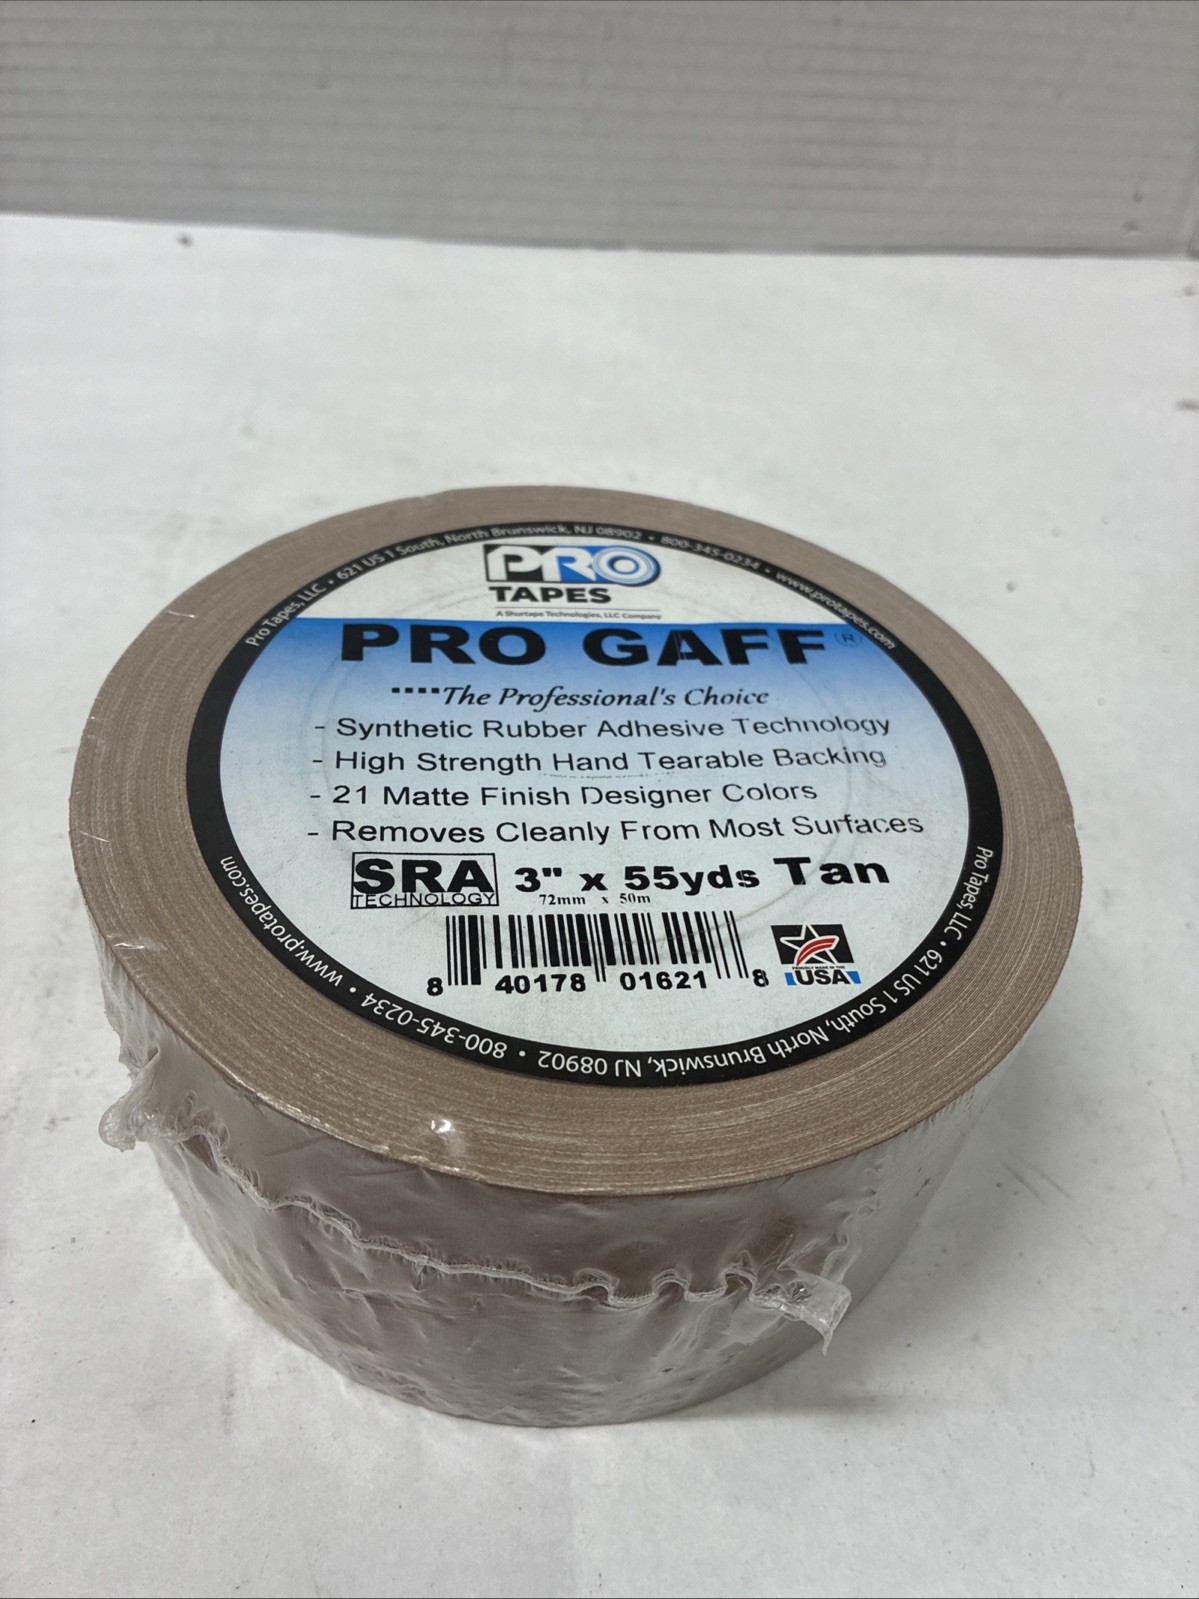 Pro Tapes, LLC • 621 US 1 South, North Brunswick, NJ 08902 • 800-345-0234 • www.protapes.com
PRO
TAPES
A Shurtape Technologies, LLC Company
PRO GAFF®
....The Professional's Choice
- Synthetic Rubber Adhesive Technology
- High Strength Hand Tearable Backing
- 21 Matte Finish Designer Colors
- Removes Cleanly From Most Surfaces
SRA
TECHNOLOGY
3" x 55yds Tan
72mm x 50m
8 40178 01621 8
PROUDLY MADE IN THE
USA
Pro Tapes, LLC • 621 US 1 South, North Brunswick, NJ 08902 • 800-345-0234 • www.protapes.com